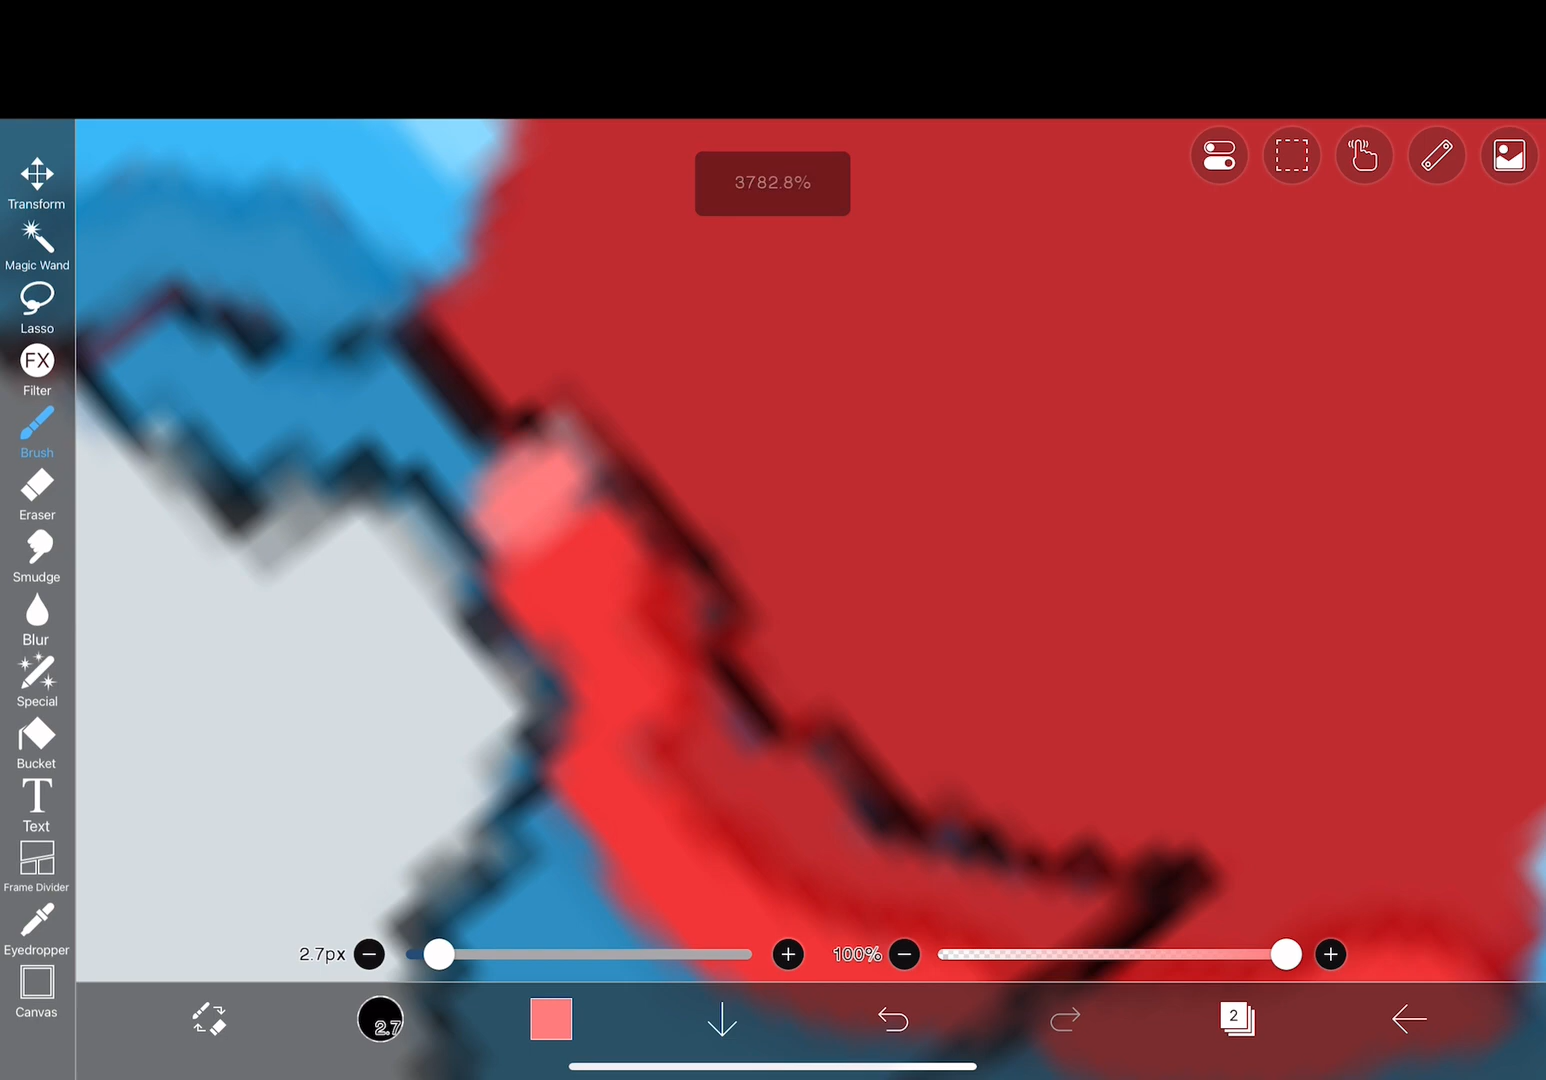 3782.8%
Transform
Magic Wand
Lasso
FX
Filter
Brush
Eraser
Smudge
Blur
Special
Bucket
T
Text
Frame Divider
Eyedropper
Canvas
2.7px
100%
2.7
2